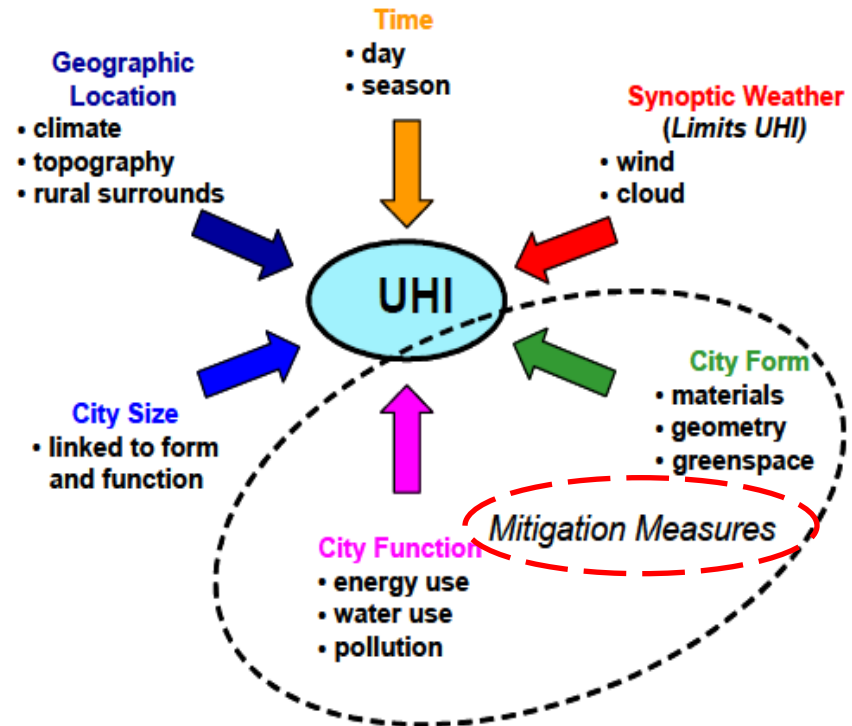 Time
• day
• season
Geographic
Location
• climate
• topography
• rural surrounds
Synoptic Weather
(Limits UHI)
• wind
• cloud
UHI
City Size
• linked to form
and function
City Form
• materials
• geometry
• greenspace
Mitigation Measures
City Function
• energy use
• water use
• pollution